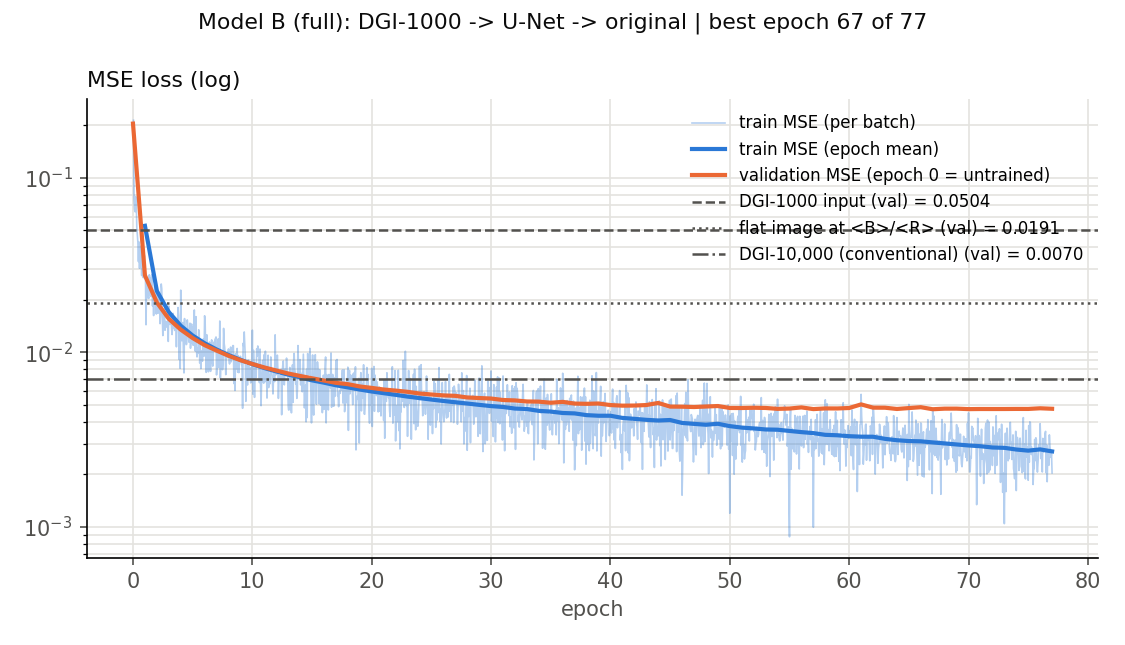 Model B (full): DGI-1000 -> U-Net -> original | best epoch 67 of 77
MSE loss (log)
train MSE (per batch)
train MSE (epoch mean)
validation MSE (epoch 0 = untrained)
DGI-1000 input (val) = 0.0504
flat image at <B>/<R> (val) = 0.0191
DGI-10,000 (conventional) (val) = 0.0070
10⁻¹
10⁻²
10⁻³
0 10 20 30 40 50 60 70 80
epoch